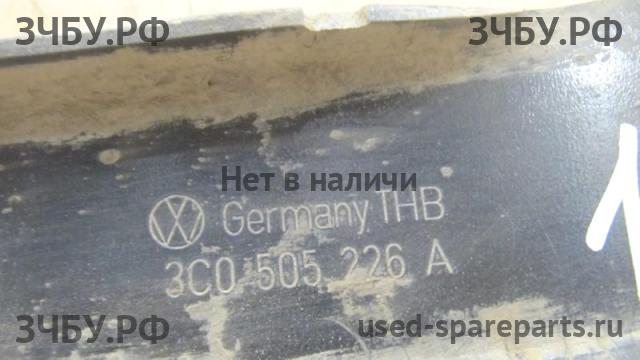 ЗЧБУ.РФ ЗЧБУ.РФ
Нет в наличи
Germany THB
3C0 505 226 A
ЗЧБУ.РФ used-spareparts.ru